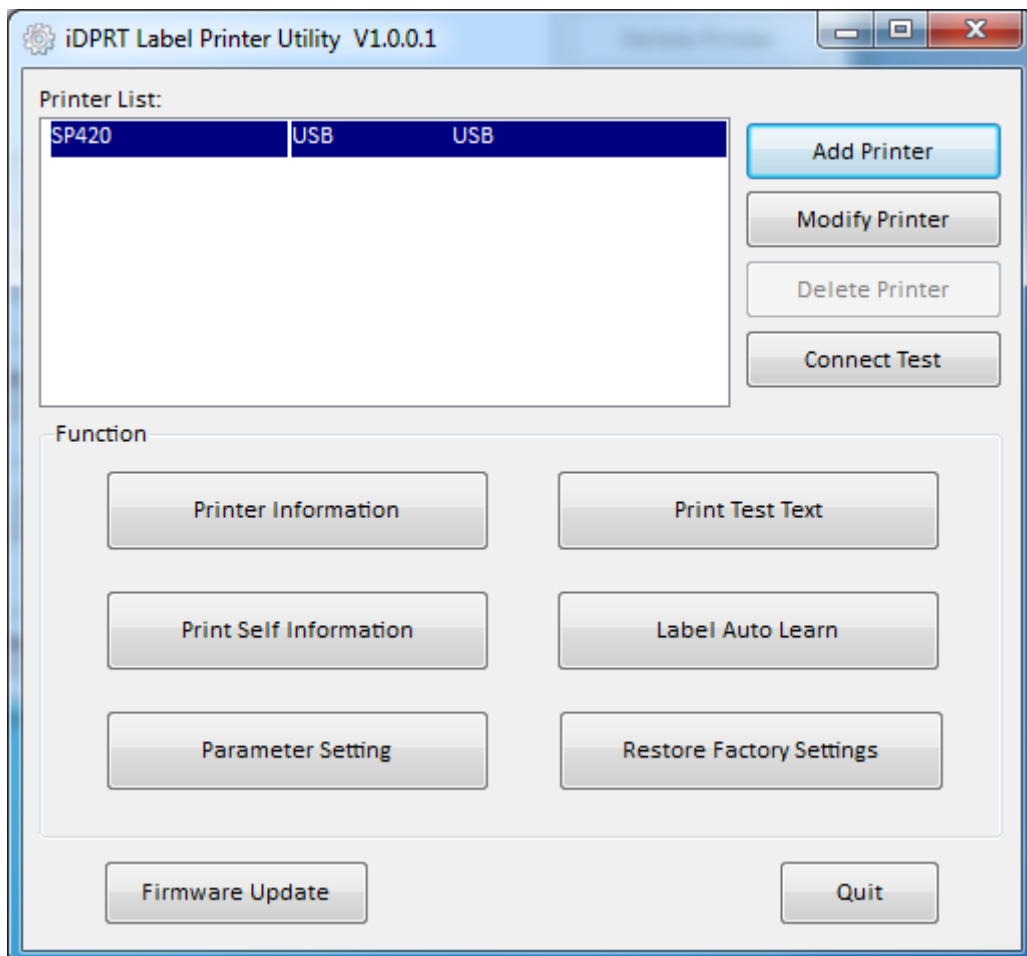 iDPRT Label Printer Utility V1.0.0.1
Printer List:
SP420 USB USB
Add Printer
Modify Printer
Delete Printer
Connect Test
Function
Printer Information
Print Test Text
Print Self Information
Label Auto Learn
Parameter Setting
Restore Factory Settings
Firmware Update
Quit